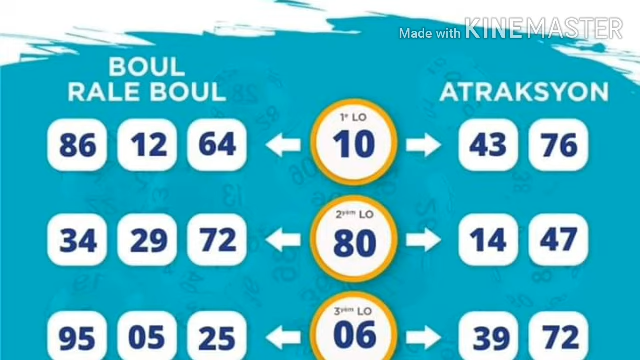 Made with KINEMASTER
BOUL
RALE BOUL
ATRAKSYON
1e LO
86 12 64 10 43 76
2yèm LO
34 29 72 80 14 47
3yèm LO
95 05 25 06 39 72